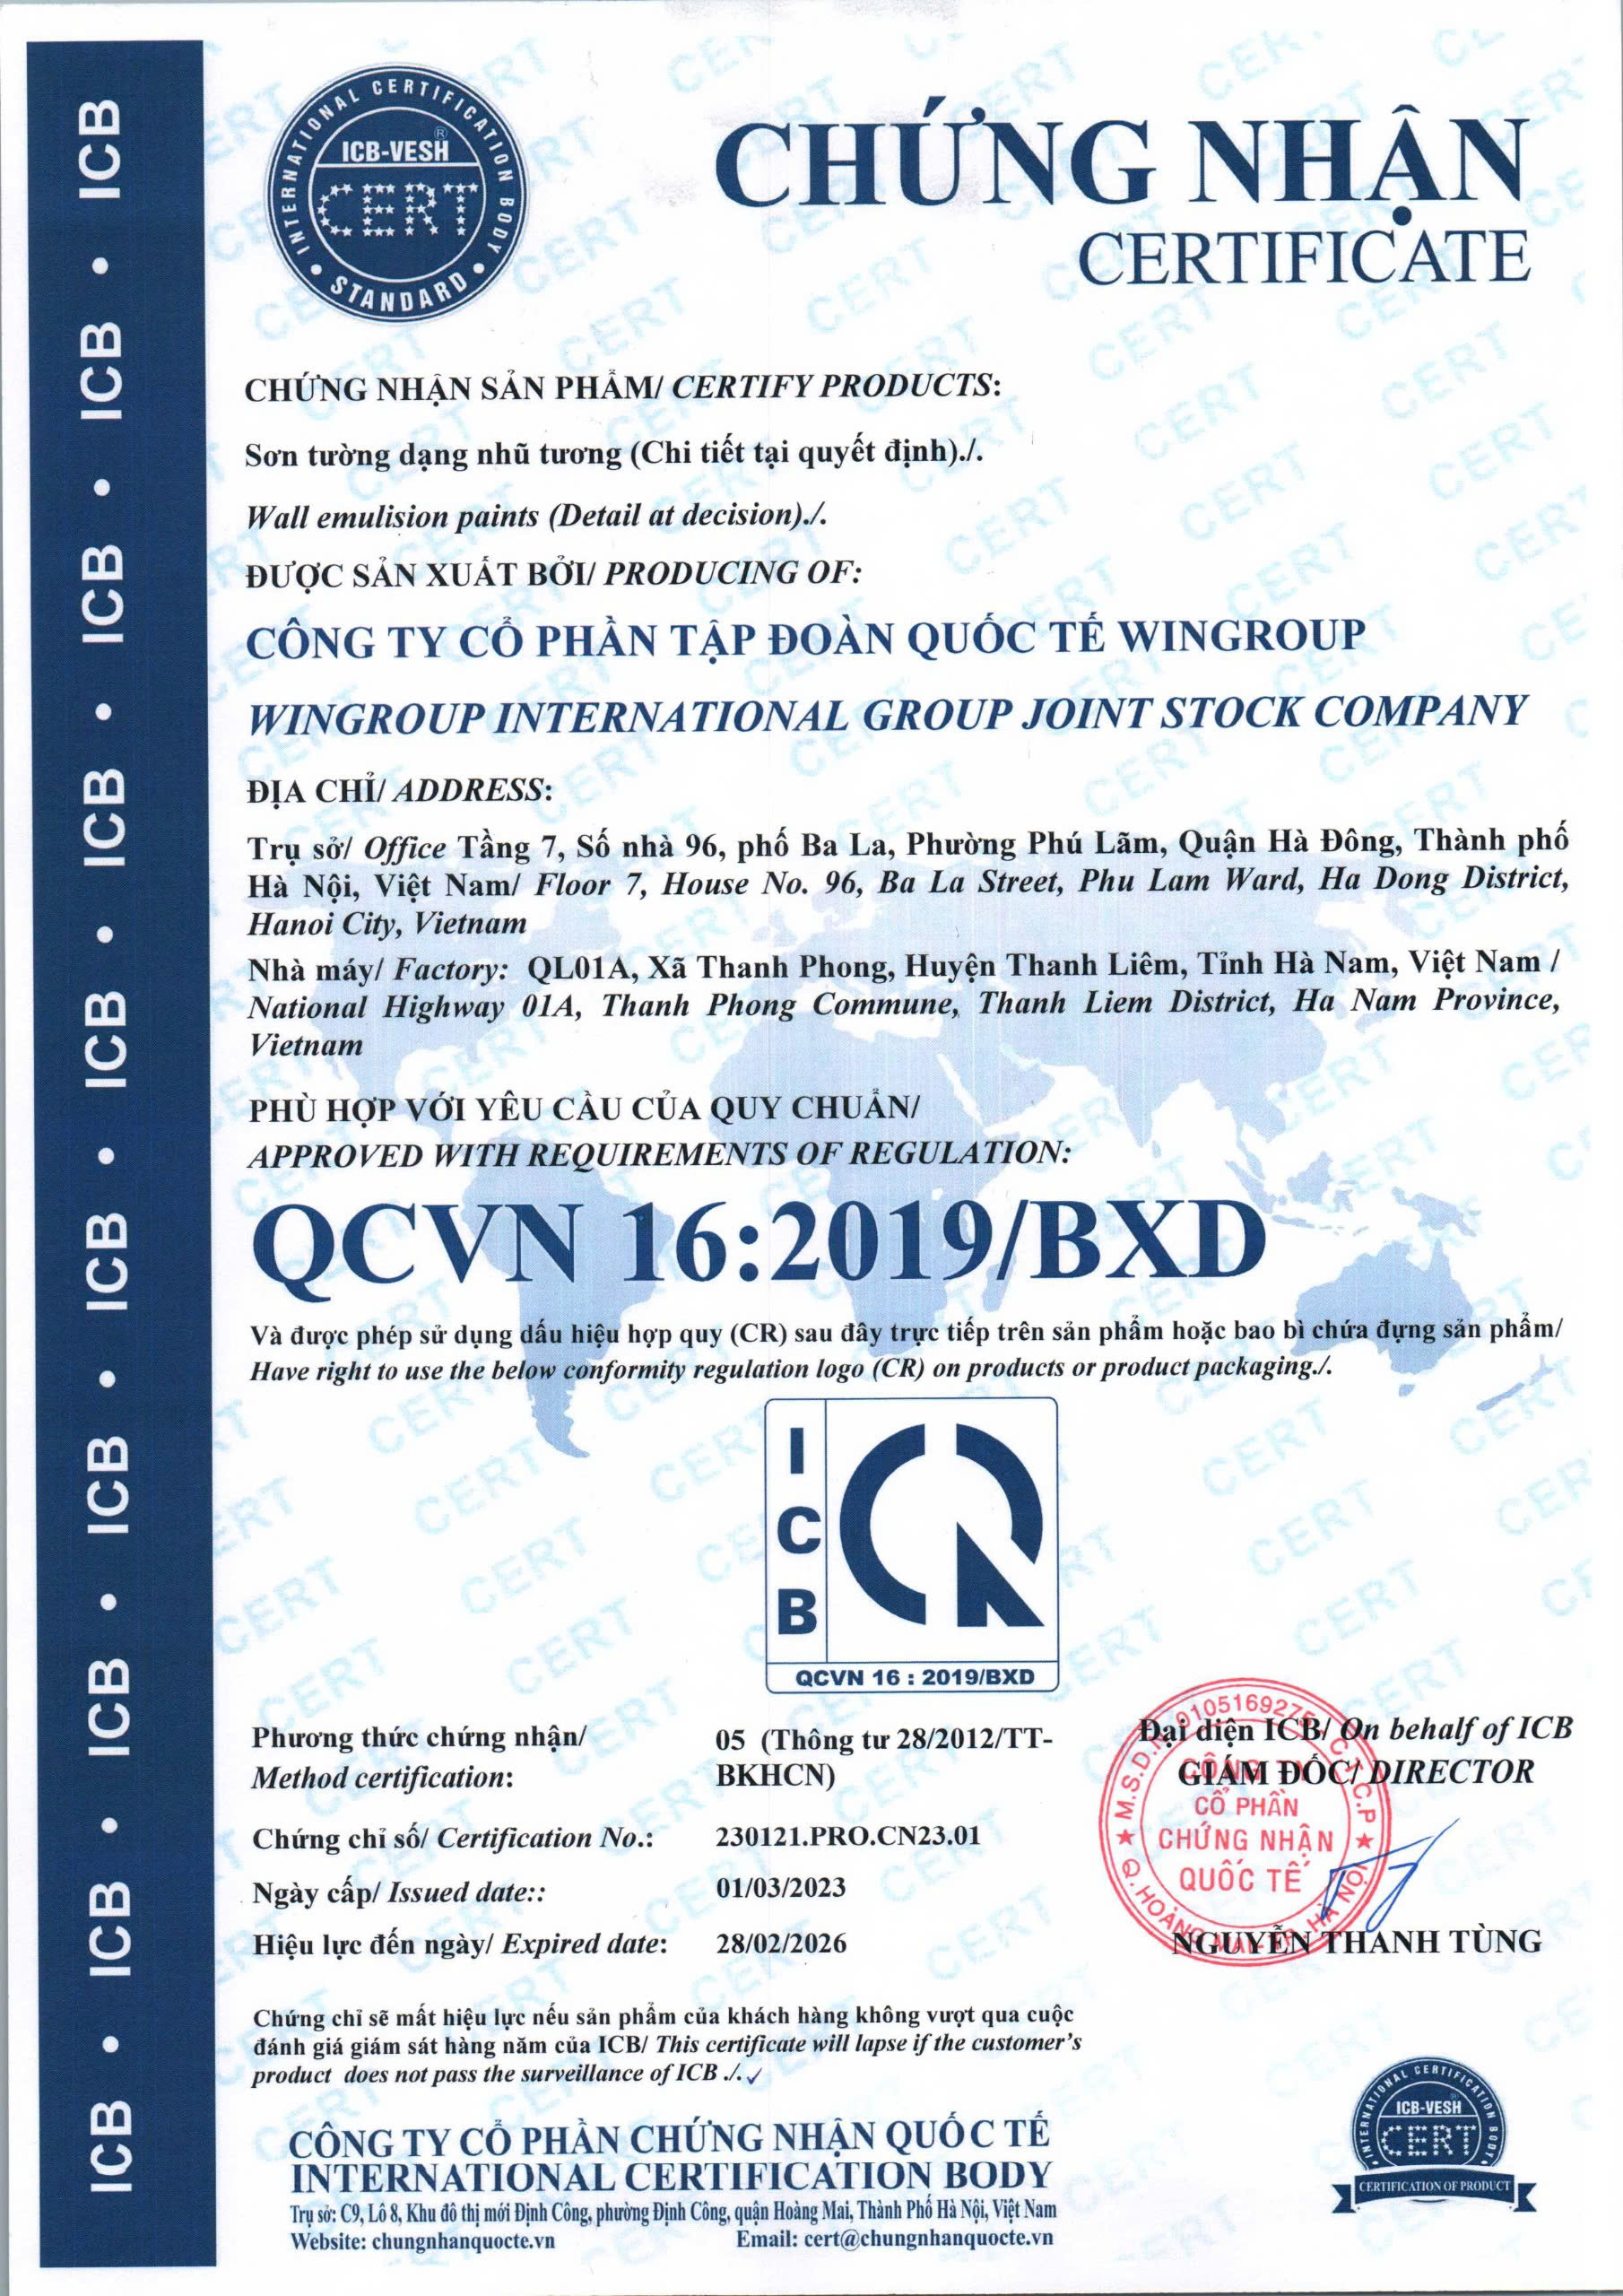 ICB • ICB • ICB • ICB • ICB • ICB • ICB • ICB • ICB • ICB
INTERNATIONAL CERTIFICATION BODY
ICB-VESH®
CERT
• STANDARD •
CHỨNG NHẬN
CERTIFICATE
CHỨNG NHẬN SẢN PHẨM/ CERTIFY PRODUCTS:
Sơn tường dạng nhũ tương (Chi tiết tại quyết định)./.
Wall emulision paints (Detail at decision)./.
ĐƯỢC SẢN XUẤT BỞI/ PRODUCING OF:
CÔNG TY CỔ PHẦN TẬP ĐOÀN QUỐC TẾ WINGROUP
WINGROUP INTERNATIONAL GROUP JOINT STOCK COMPANY
ĐỊA CHỈ/ ADDRESS:
Trụ sở/ Office Tầng 7, Số nhà 96, phố Ba La, Phường Phú Lãm, Quận Hà Đông, Thành phố
Hà Nội, Việt Nam/ Floor 7, House No. 96, Ba La Street, Phu Lam Ward, Ha Dong District,
Hanoi City, Vietnam
Nhà máy/ Factory: QL01A, Xã Thanh Phong, Huyện Thanh Liêm, Tỉnh Hà Nam, Việt Nam /
National Highway 01A, Thanh Phong Commune, Thanh Liem District, Ha Nam Province,
Vietnam
PHÙ HỢP VỚI YÊU CẦU CỦA QUY CHUẨN/
APPROVED WITH REQUIREMENTS OF REGULATION:
QCVN 16:2019/BXD
Và được phép sử dụng dấu hiệu hợp quy (CR) sau đây trực tiếp trên sản phẩm hoặc bao bì chứa đựng sản phẩm/
Have right to use the below conformity regulation logo (CR) on products or product packaging./.
ICB
QCVN 16 : 2019/BXD
Phương thức chứng nhận/
Method certification:
05 (Thông tư 28/2012/TT-
BKHCN)
Chứng chỉ số/ Certification No.: 230121.PRO.CN23.01
Ngày cấp/ Issued date:: 01/03/2023
Hiệu lực đến ngày/ Expired date: 28/02/2026
Đại diện ICB/ On behalf of ICB
GIÁM ĐỐC/ DIRECTOR
M.S.D.N: 0105169275 - C.T.C.P
CÔNG TY
CỔ PHẦN
CHỨNG NHẬN
QUỐC TẾ
Q. HOÀNG MAI - TP. HÀ NỘI
NGUYỄN THANH TÙNG
Chứng chỉ sẽ mất hiệu lực nếu sản phẩm của khách hàng không vượt qua cuộc
đánh giá giám sát hàng năm của ICB/ This certificate will lapse if the customer's
product does not pass the surveillance of ICB ./.
CÔNG TY CỔ PHẦN CHỨNG NHẬN QUỐC TẾ
INTERNATIONAL CERTIFICATION BODY
Trụ sở: C9, Lô 8, Khu đô thị mới Định Công, phường Định Công, quận Hoàng Mai, Thành Phố Hà Nội, Việt Nam
Website: chungnhanquocte.vn Email: cert@chungnhanquocte.vn
INTERNATIONAL CERTIFICATION BODY
ICB-VESH
CERT
CERTIFICATION OF PRODUCT